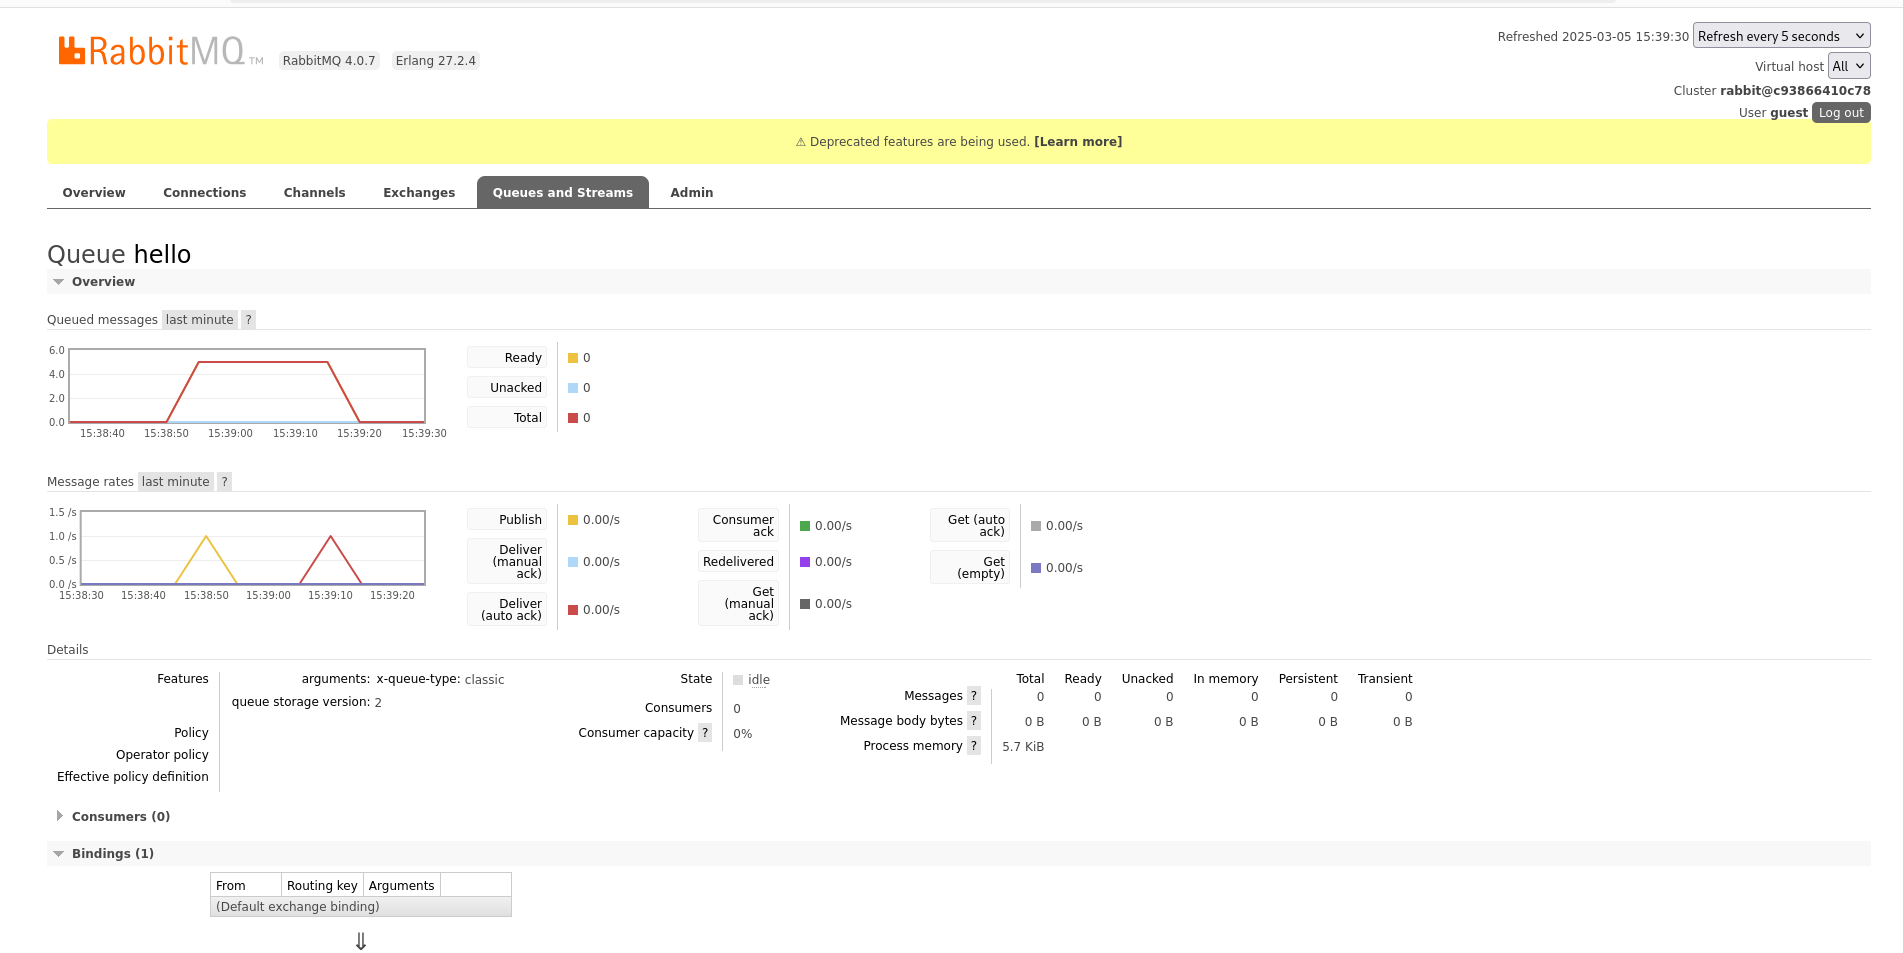 Refreshed 2025-03-05 15:39:30 Refresh every 5 seconds
RabbitMQ TM RabbitMQ 4.0.7 Erlang 27.2.4
Virtual host All
Cluster rabbit@c93866410c78
User guest Log out
⚠ Deprecated features are being used. [Learn more]
Overview Connections Channels Exchanges Queues and Streams Admin
Queue hello
Overview
Queued messages last minute ?
6.0
4.0
2.0
0.0
15:38:40 15:38:50 15:39:00 15:39:10 15:39:20 15:39:30
Ready 0
Unacked 0
Total 0
Message rates last minute ?
1.5 /s
1.0 /s
0.5 /s
0.0 /s
15:38:30 15:38:40 15:38:50 15:39:00 15:39:10 15:39:20
Publish 0.00/s
Deliver
(manual 0.00/s
ack)
Deliver
(auto ack) 0.00/s
Consumer
ack 0.00/s
Redelivered 0.00/s
Get
(manual 0.00/s
ack)
Get (auto
ack) 0.00/s
Get
(empty) 0.00/s
Details
Features arguments: x-queue-type: classic
queue storage version: 2
Policy
Operator policy
Effective policy definition
State idle
Consumers 0
Consumer capacity ? 0%
Total Ready Unacked In memory Persistent Transient
Messages ? 0 0 0 0 0 0
Message body bytes ? 0 B 0 B 0 B 0 B 0 B 0 B
Process memory ? 5.7 KiB
Consumers (0)
Bindings (1)
From Routing key Arguments
(Default exchange binding)
⇓